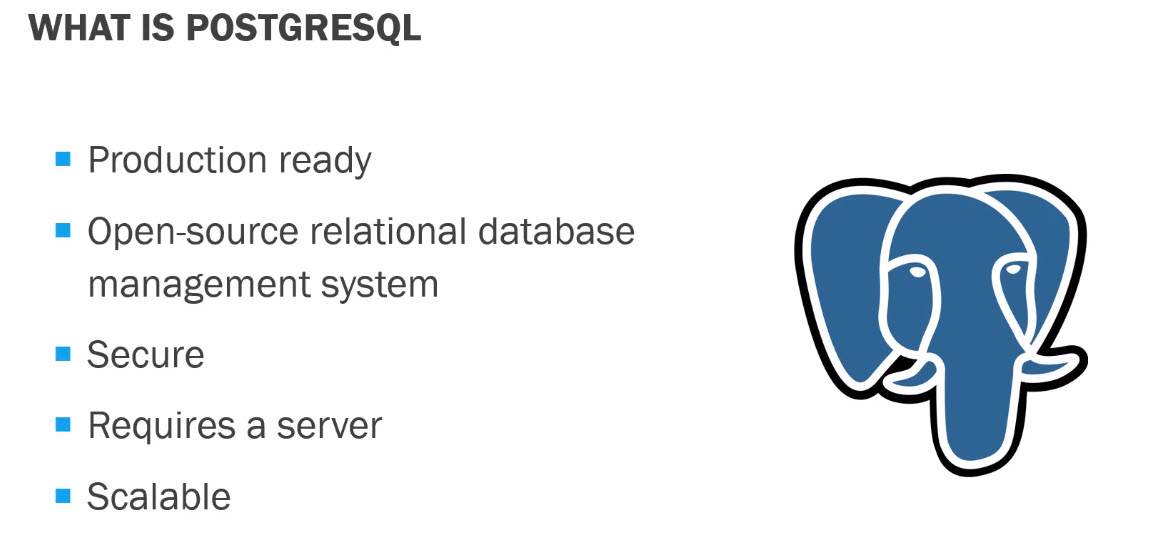 WHAT IS POSTGRESQL
Production ready
Open-source relational database
management system
Secure
Requires a server
Scalable